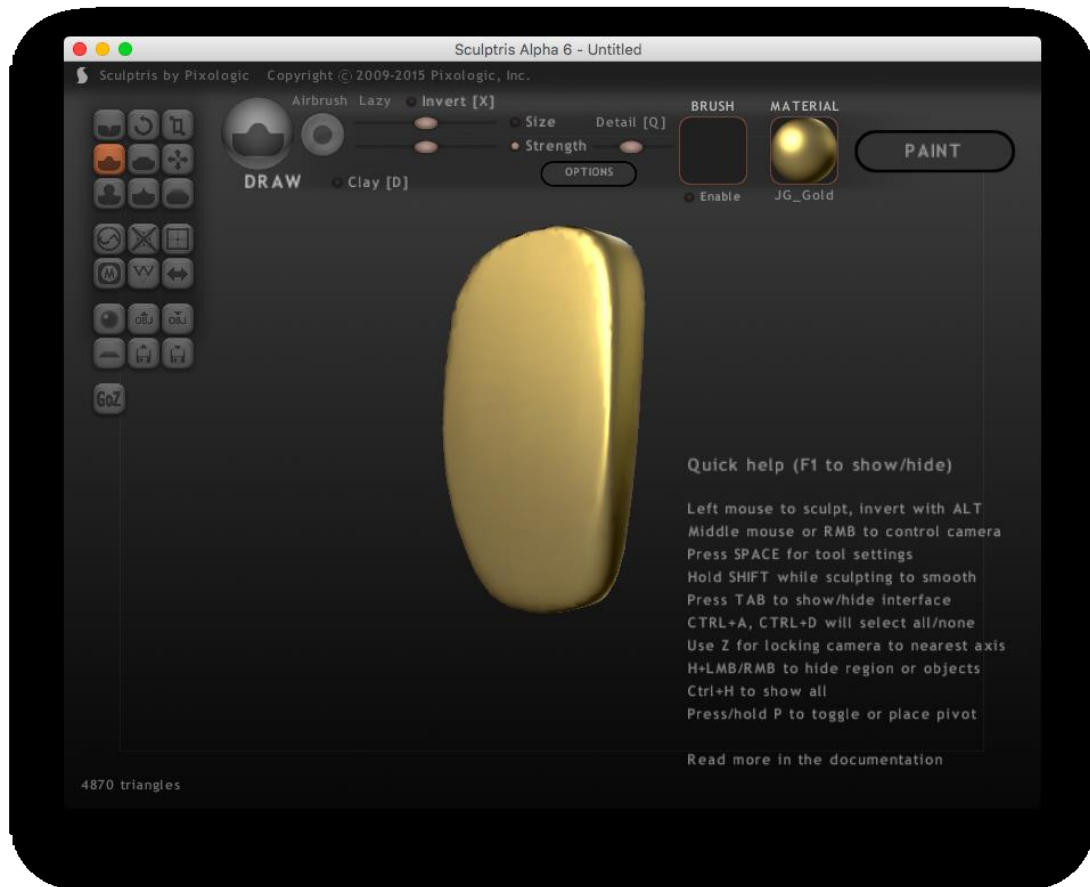 Sculptris Alpha 6 - Untitled
Sculptris by Pixologic Copyright © 2009-2015 Pixologic, Inc.
Airbrush Lazy Invert [X]
BRUSH MATERIAL
Size Detail [Q]
Strength
PAINT
OPTIONS
DRAW Clay [D]
Enable JG_Gold
M
OBJ OBJ
GoZ
Quick help (F1 to show/hide)
Left mouse to sculpt, invert with ALT
Middle mouse or RMB to control camera
Press SPACE for tool settings
Hold SHIFT while sculpting to smooth
Press TAB to show/hide interface
CTRL+A, CTRL+D will select all/none
Use Z for locking camera to nearest axis
H+LMB/RMB to hide region or objects
Ctrl+H to show all
Press/hold P to toggle or place pivot
Read more in the documentation
4870 triangles